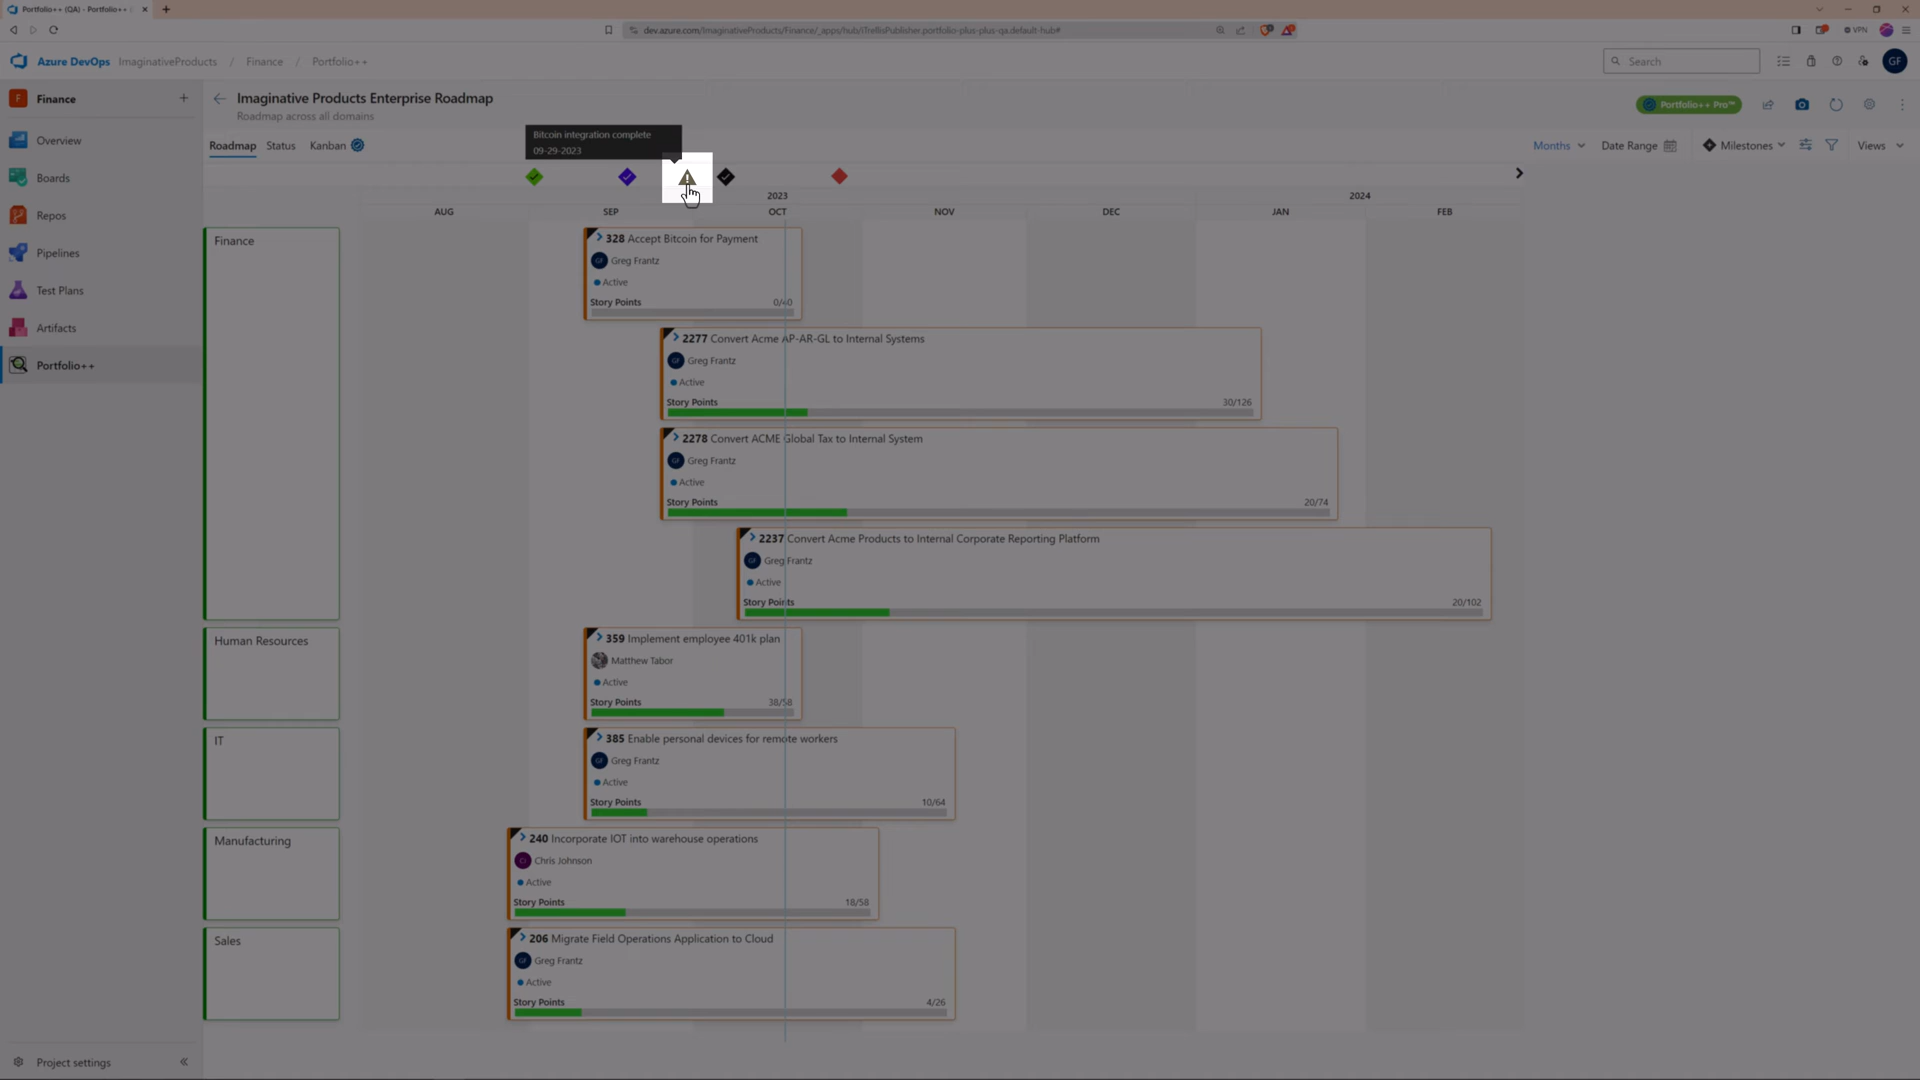 Portfolio++ (QA) - Portfolio++
dev.azure.com/ImaginativeProducts/Finance/_apps/hub/iTrellisPublisher.portfolio-plus-plus-qa.default-hub#
VPN
Azure DevOps ImaginativeProducts / Finance / Portfolio++
Search
GF
F Finance
Overview
Boards
Repos
Pipelines
Test Plans
Artifacts
Portfolio++
Project settings
Imaginative Products Enterprise Roadmap
Roadmap across all domains
Portfolio++ Pro™
Roadmap Status Kanban
Months Date Range Milestones Views
Bitcoin integration complete
09-29-2023
2023 2024
AUG SEP OCT NOV DEC JAN FEB
Finance
328 Accept Bitcoin for Payment
GF Greg Frantz
Active
Story Points 0/40
2277 Convert Acme AP-AR-GL to Internal Systems
GF Greg Frantz
Active
Story Points 30/126
2278 Convert ACME Global Tax to Internal System
GF Greg Frantz
Active
Story Points 20/74
2237 Convert Acme Products to Internal Corporate Reporting Platform
GF Greg Frantz
Active
Story Points 20/102
Human Resources
359 Implement employee 401k plan
Matthew Tabor
Active
Story Points 38/58
IT
385 Enable personal devices for remote workers
GF Greg Frantz
Active
Story Points 10/64
Manufacturing
240 Incorporate IOT into warehouse operations
Chris Johnson
Active
Story Points 18/58
Sales
206 Migrate Field Operations Application to Cloud
GF Greg Frantz
Active
Story Points 4/26